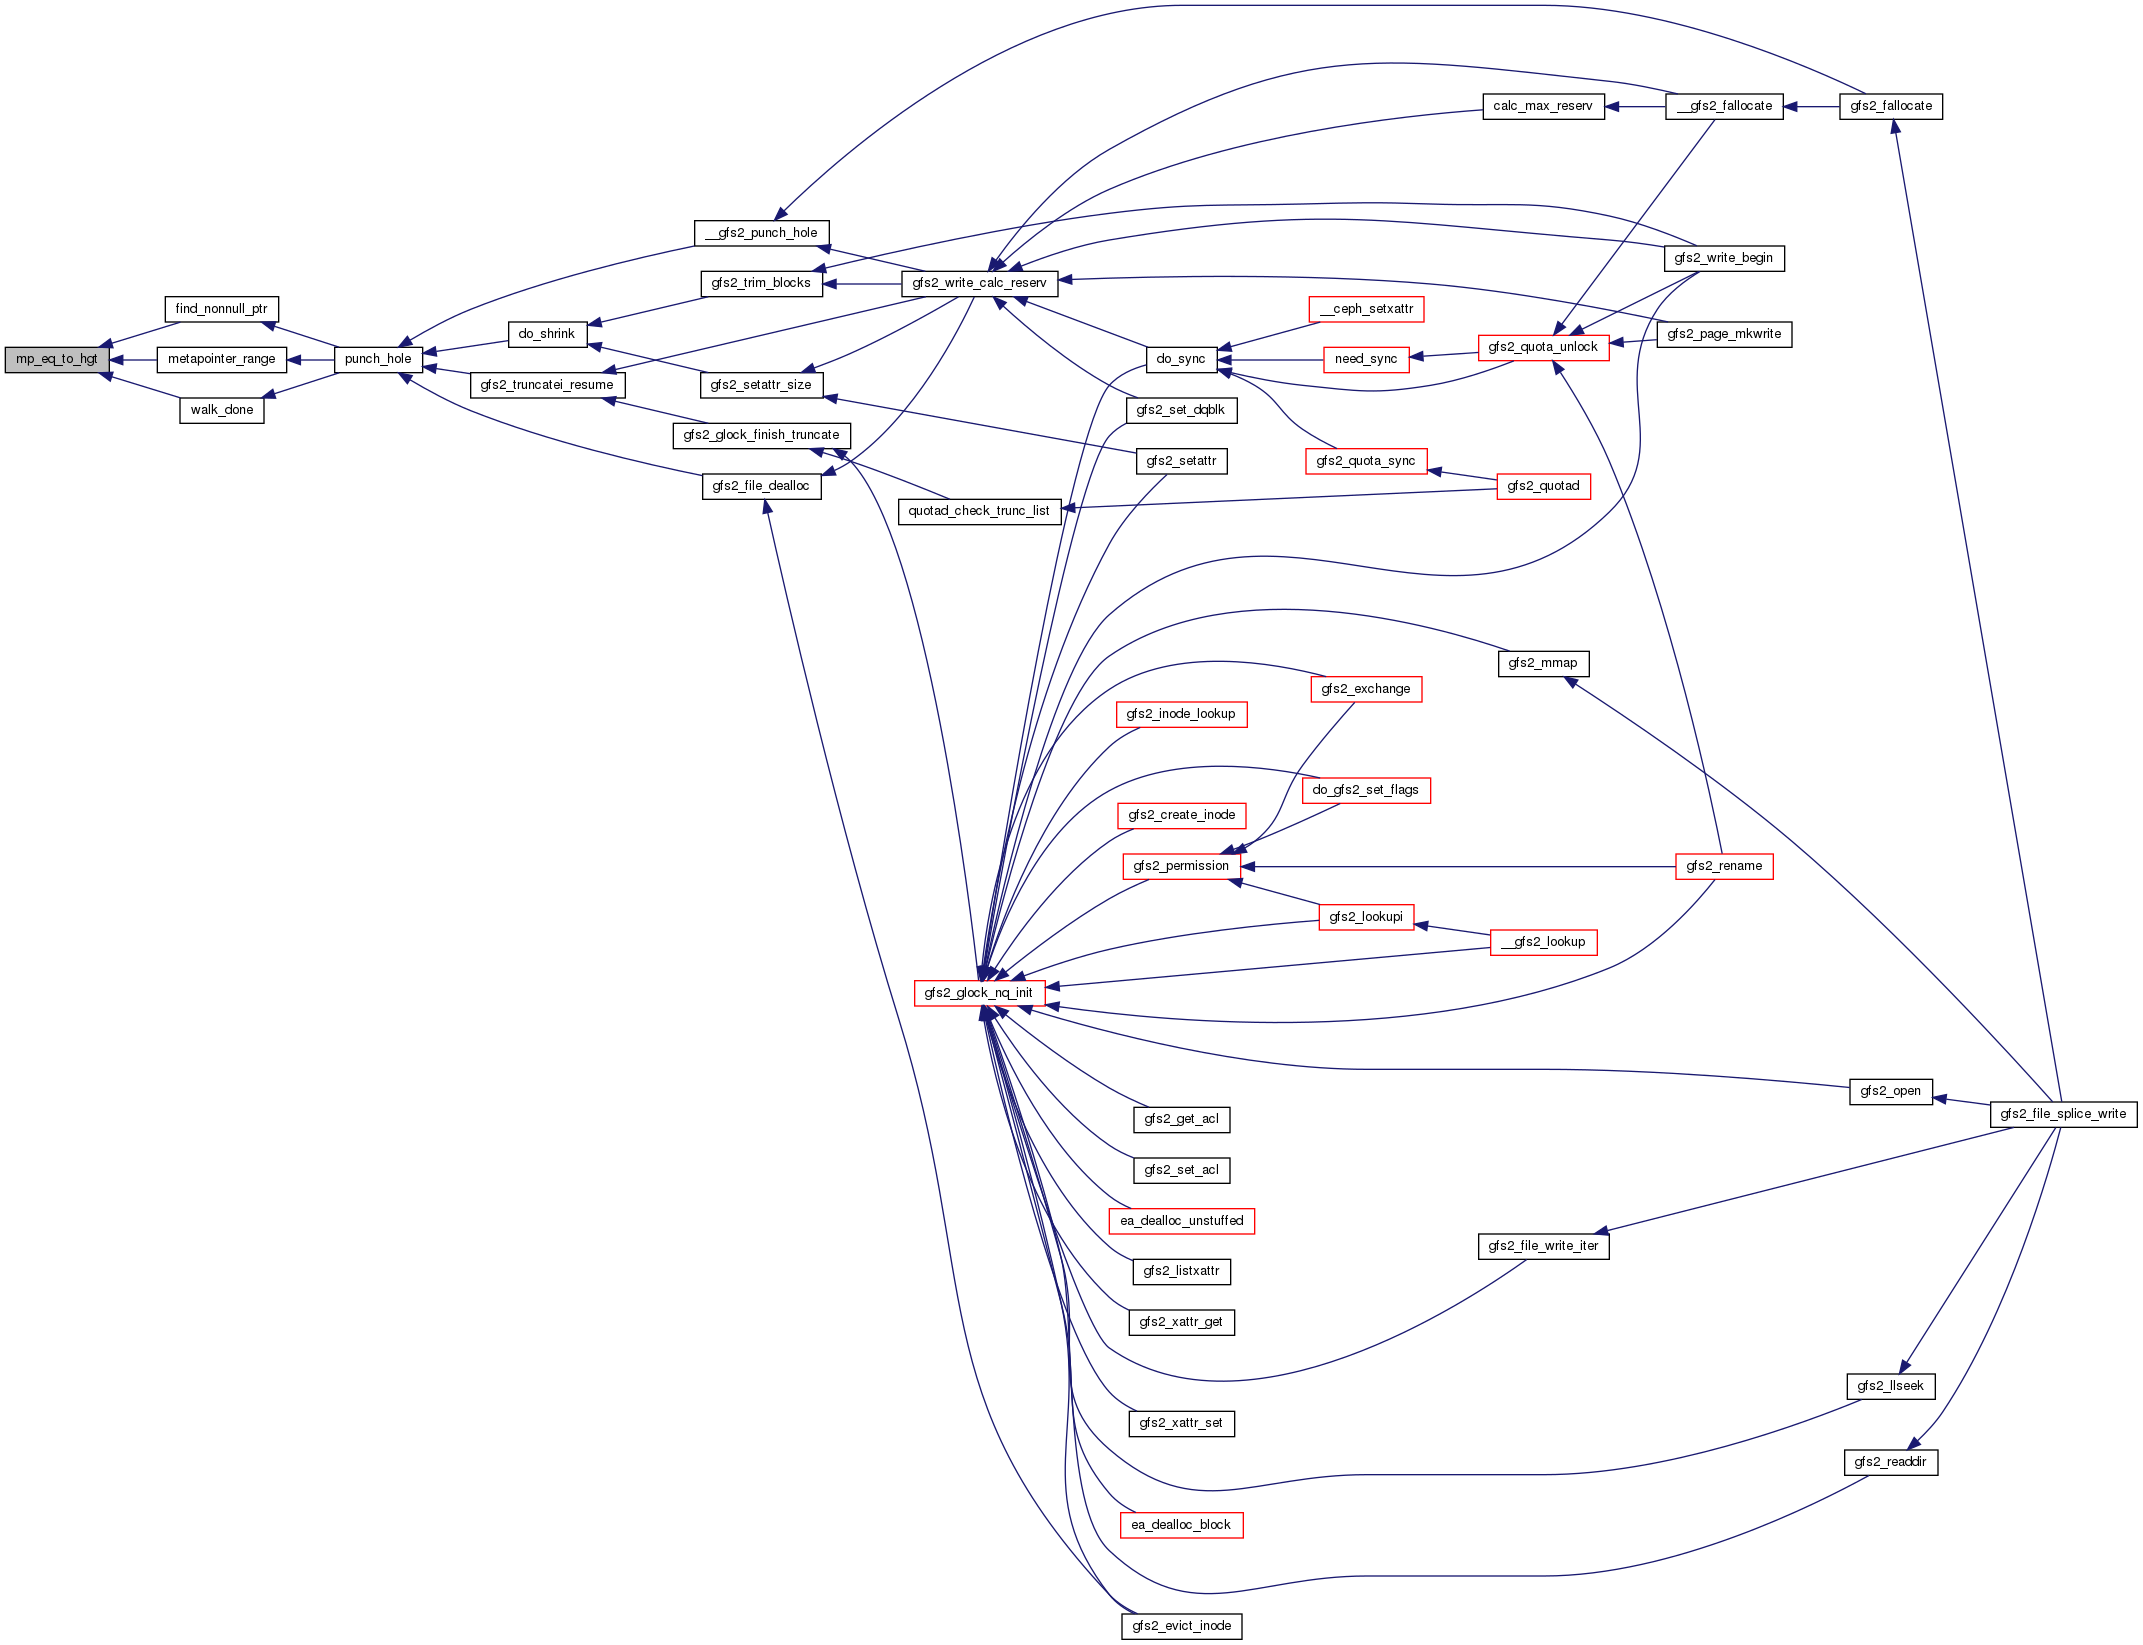 mp_eq_to_hgt
find_nonnull_ptr
metapointer_range
walk_done
punch_hole
do_shrink
gfs2_truncatei_resume
__gfs2_punch_hole
gfs2_trim_blocks
gfs2_setattr_size
gfs2_glock_finish_truncate
gfs2_file_dealloc
gfs2_write_calc_reserv
quotad_check_trunc_list
gfs2_glock_nq_init
do_sync
gfs2_set_dqblk
gfs2_setattr
gfs2_inode_lookup
gfs2_create_inode
gfs2_permission
gfs2_get_acl
gfs2_set_acl
ea_dealloc_unstuffed
gfs2_listxattr
gfs2_xattr_get
gfs2_xattr_set
ea_dealloc_block
gfs2_evict_inode
__ceph_setxattr
need_sync
gfs2_quota_sync
gfs2_exchange
do_gfs2_set_flags
gfs2_lookupi
calc_max_reserv
gfs2_quota_unlock
gfs2_quotad
gfs2_mmap
__gfs2_lookup
gfs2_file_write_iter
__gfs2_fallocate
gfs2_write_begin
gfs2_page_mkwrite
gfs2_rename
gfs2_fallocate
gfs2_open
gfs2_llseek
gfs2_readdir
gfs2_file_splice_write